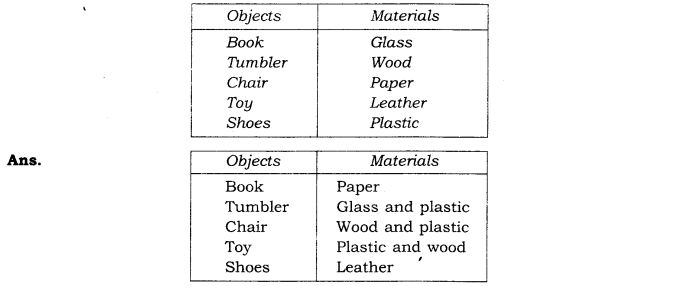 Objects Materials
Book Glass
Tumbler Wood
Chair Paper
Toy Leather
Shoes Plastic
Ans.
Objects Materials
Book Paper
Tumbler Glass and plastic
Chair Wood and plastic
Toy Plastic and wood
Shoes Leather